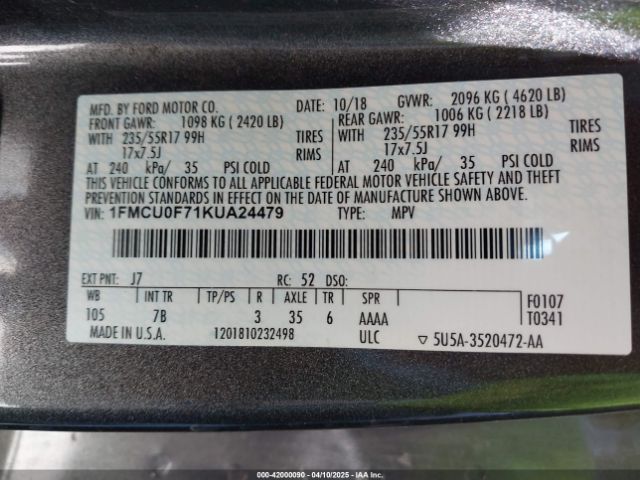 MFD. BY FORD MOTOR CO. 10/18 GVWR: 2096 KG ( 4620 LB)
FRONT GAWR: 1098 KG ( 2420 LB) REAR GAWR: 1006 KG ( 2218 LB)
WITH 235/55R17 99H TIRES WITH 235/55R17 99H TIRES
17x7.5J RIMS 17x7.5J RIMS
AT 240 kPa/ 35 PSI COLD AT 240 kPa/ 35 PSI COLD
THIS VEHICLE CONFORMS TO ALL APPLICABLE FEDERAL MOTOR VEHICLE SAFETY AND THEFT
PREVENTION STANDARDS IN EFFECT ON THE DATE OF MANUFACTURE SHOWN ABOVE.
VIN: 1FMCU0F71KUA24479 TYPE: MPV
EXT PNT: J7 RC: 52 DSO:
WB INT TR TP/PS R AXLE TR SPR F0107
105 7B 3 35 6 AAAA T0341
MADE IN U.S.A. 1201810232498 ULC ▽ 5U5A-3520472-AA
000-42000090 - 04/10/2025 - IAAI.COM